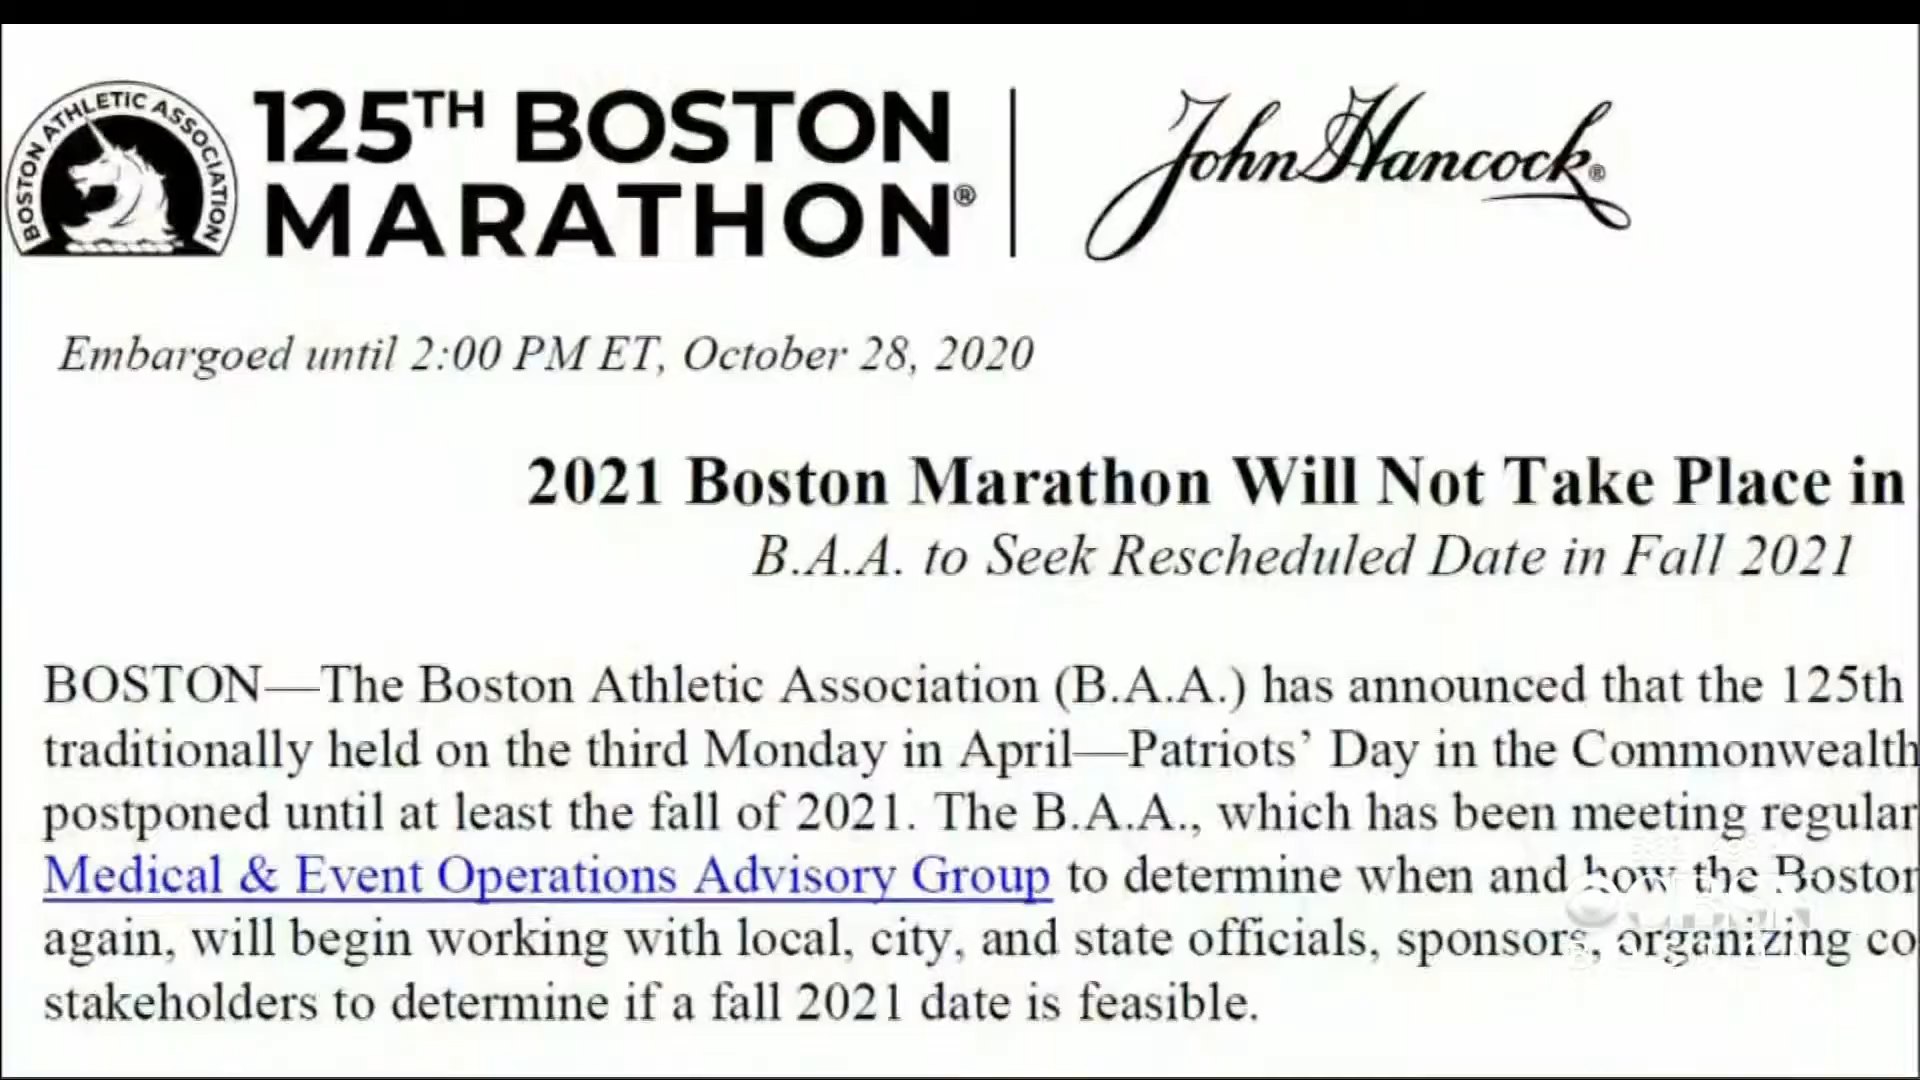 BOSTON ATHLETIC ASSOCIATION
125TH BOSTON
MARATHON®
John Hancock®
Embargoed until 2:00 PM ET, October 28, 2020
2021 Boston Marathon Will Not Take Place in
B.A.A. to Seek Rescheduled Date in Fall 2021
BOSTON—The Boston Athletic Association (B.A.A.) has announced that the 125th
traditionally held on the third Monday in April—Patriots’ Day in the Commonwealth
postponed until at least the fall of 2021. The B.A.A., which has been meeting regular
Medical & Event Operations Advisory Group to determine when and how the Boston
again, will begin working with local, city, and state officials, sponsors, organizing co
stakeholders to determine if a fall 2021 date is feasible.